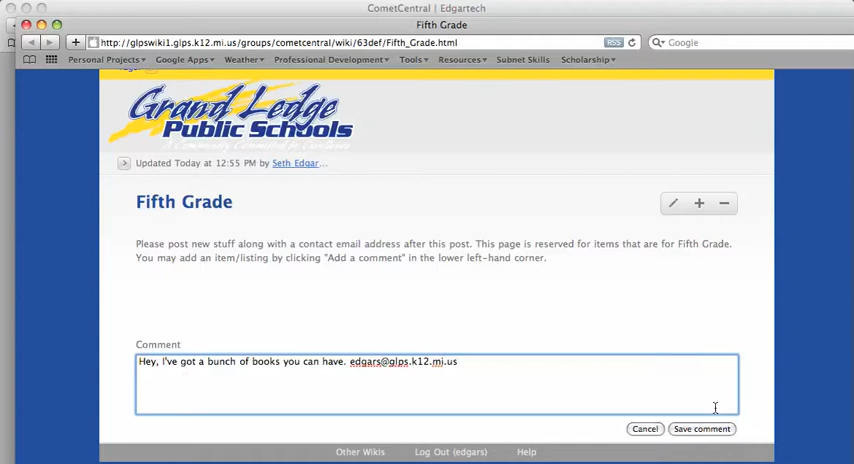 CometCentral | Edgartech
Fifth Grade
http://glpswiki1.glps.k12.mi.us/groups/cometcentral/wiki/63def/Fifth_Grade.html RSS Google
Personal Projects Google Apps Weather Professional Development Tools Resources Subnet Skills Scholarship
Grand Ledge
Public Schools
A Community Committed to Excellence
Updated Today at 12:55 PM by Seth Edgar...
Fifth Grade
Please post new stuff along with a contact email address after this post. This page is reserved for items that are for Fifth Grade.
You may add an item/listing by clicking "Add a comment" in the lower left-hand corner.
Comment
Hey, I've got a bunch of books you can have. edgars@glps.k12.mi.us
Cancel Save comment
Other Wikis Log Out (edgars) Help